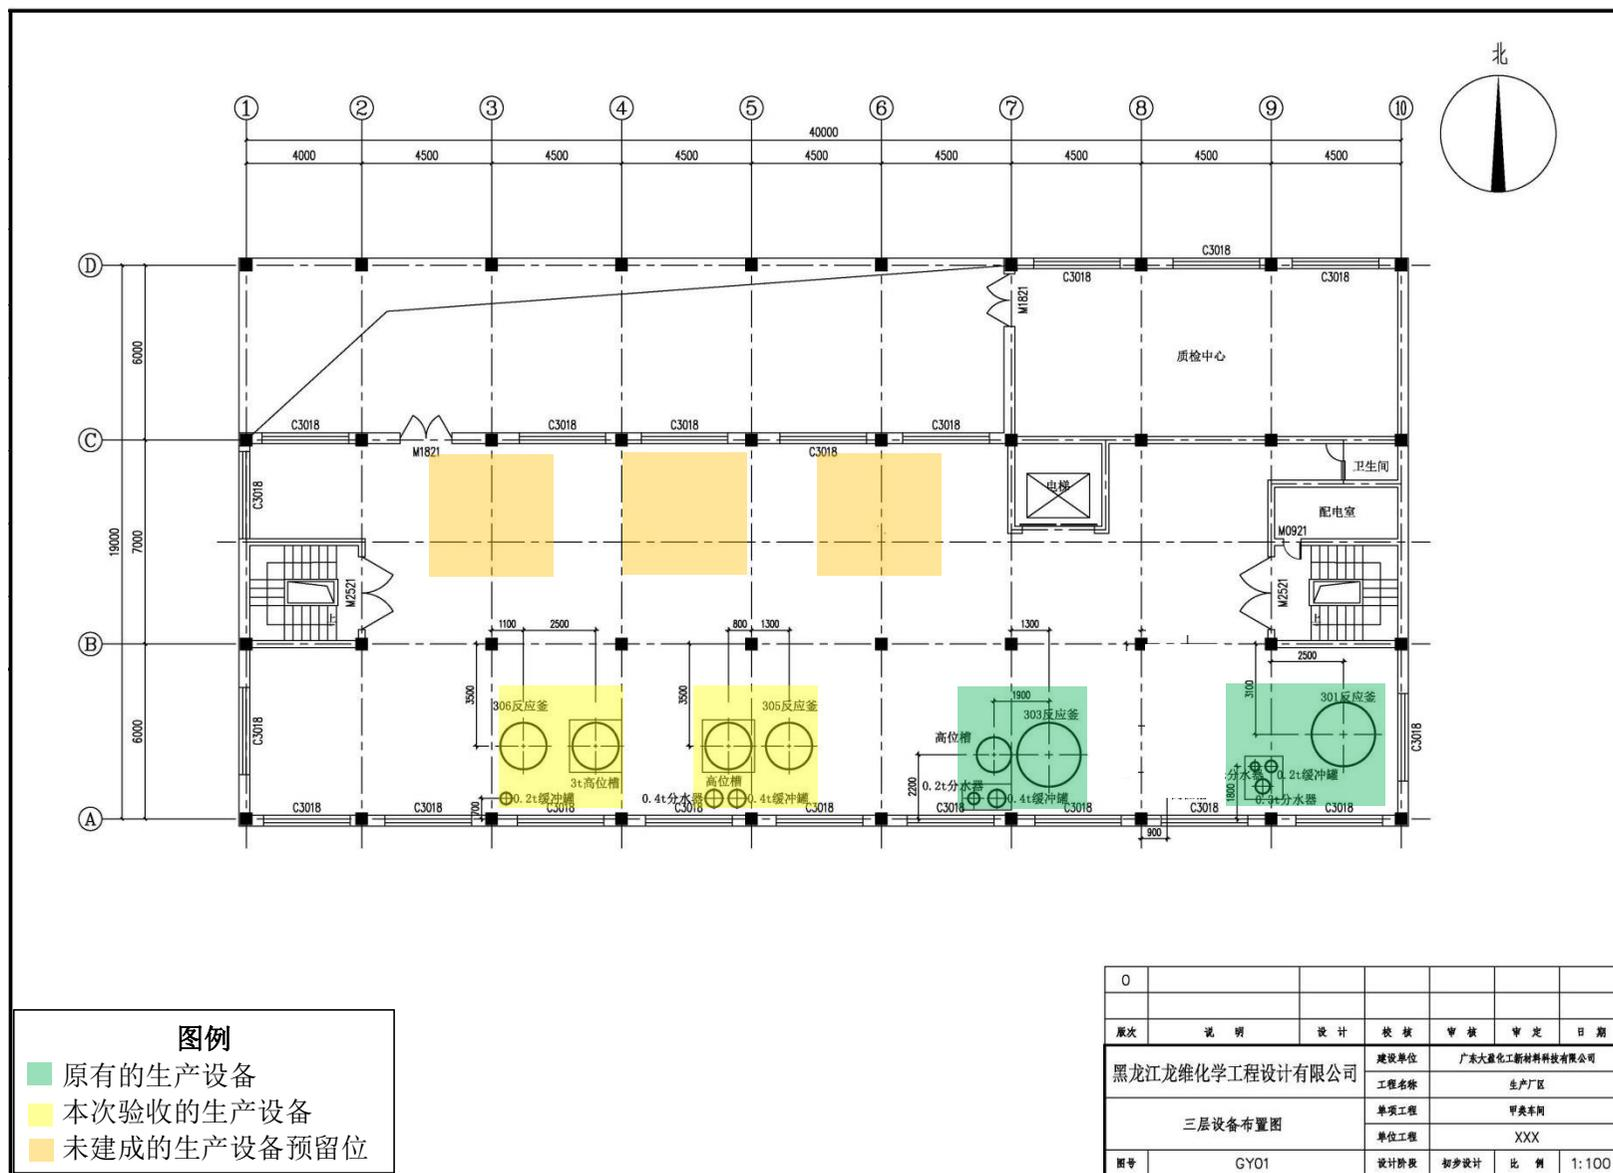 北
① ② ③ ④ ⑤ ⑥ ⑦ ⑧ ⑨ ⑩
40000
4000 4500 4500 4500 4500 4500 4500 4500 4500
D
C3018
C3018 C3018
M1821
6000
质检中心
C
C3018 C3018 C3018 C3018
M1821 C3018
卫生间
C3018
电梯
配电室
M0921
19000
7000
M2521
M2521
上
上
B
1100 2500 800 1300 1300
2500
3500 3500 3100
1900
306反应釜 305反应釜 303反应釜 301反应釜
6000
C3018
C3018
高位槽
3t高位槽 高位槽
0.2t缓冲罐 0.4t分水器 0.4t缓冲罐
0.2t分水器 0.4t缓冲罐
分水器 0.2t缓冲罐
0.3t分水器
700
2200
1800
A
C3018 C3018 C3018 C3018 C3018 C3018 C3018 C3018 C3018
900
图例
原有的生产设备
本次验收的生产设备
未建成的生产设备预留位
0
版次 说 明 设 计 校 核 审 核 审 定 日 期
黑龙江龙维化学工程设计有限公司
建设单位 广东大盈化工新材料科技有限公司
工程名称 生产厂区
三层设备布置图
单项工程 甲类车间
单位工程 XXX
图号 GY01 设计阶段 初步设计 比 例 1:100